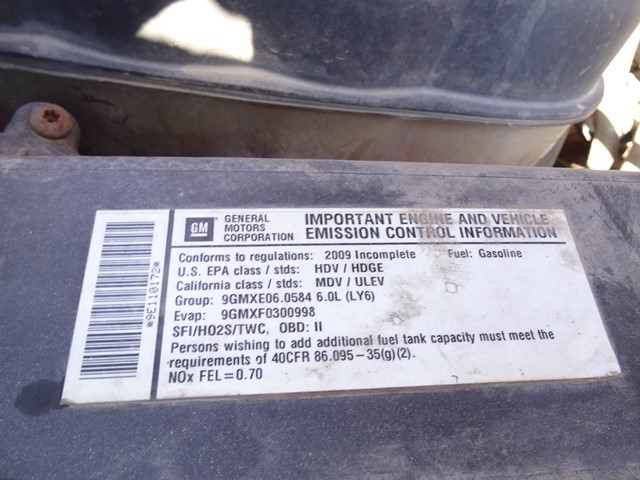 *9E110172*
GM
GENERAL
MOTORS
CORPORATION
IMPORTANT ENGINE AND VEHICLE
EMISSION CONTROL INFORMATION
Conforms to regulations: 2009 Incomplete Fuel: Gasoline
U.S. EPA class / stds: HDV / HDGE
California class / stds: MDV / ULEV
Group: 9GMXE06.0584 6.0L (LY6)
Evap: 9GMXF0300998
SFI/HO2S/TWC, OBD: II
Persons wishing to add additional fuel tank capacity must meet the
requirements of 40CFR 86.095-35(g)(2).
NOx FEL=0.70